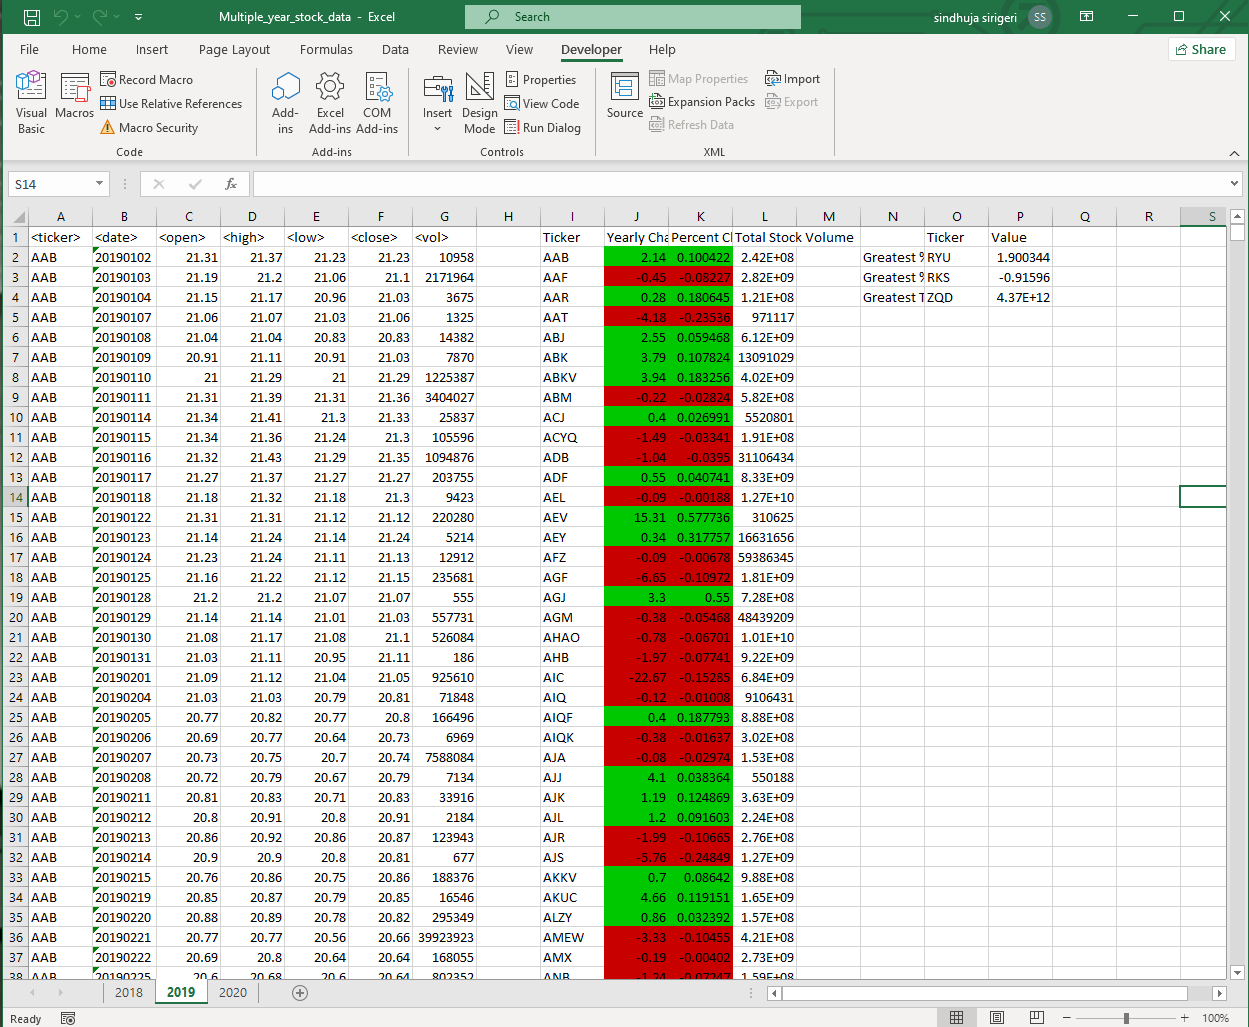 Multiple_year_stock_data - Excel
Search
sindhuja sirigeri SS
File Home Insert Page Layout Formulas Data Review View Developer Help
Share
Visual Basic
Macros
Record Macro
Use Relative References
Macro Security
Code
Add-ins
Excel Add-ins
COM Add-ins
Add-ins
Insert
Design Mode
Properties
View Code
Run Dialog
Controls
Source
Map Properties
Expansion Packs
Refresh Data
Import
Export
XML
S14
fx
A B C D E F G H I J K L M N O P Q R S
1 <ticker> <date> <open> <high> <low> <close> <vol> Ticker Yearly Cha Percent Cl Total Stock Volume Ticker Value
2 AAB 20190102 21.31 21.37 21.23 21.23 10958 AAB 2.14 0.100422 2.42E+08 Greatest % RYU 1.900344
3 AAB 20190103 21.19 21.2 21.06 21.1 2171964 AAF -0.45 -0.08227 2.82E+09 Greatest % RKS -0.91596
4 AAB 20190104 21.15 21.17 20.96 21.03 3675 AAR 0.28 0.180645 1.21E+08 Greatest T ZQD 4.37E+12
5 AAB 20190107 21.06 21.07 21.03 21.06 1325 AAT -4.18 -0.23536 971117
6 AAB 20190108 21.04 21.04 20.83 20.83 14382 ABJ 2.55 0.059468 6.12E+09
7 AAB 20190109 20.91 21.11 20.91 21.03 7870 ABK 3.79 0.107824 13091029
8 AAB 20190110 21 21.29 21 21.29 1225387 ABKV 3.94 0.183256 4.02E+09
9 AAB 20190111 21.31 21.39 21.31 21.36 3404027 ABM -0.22 -0.02824 5.82E+08
10 AAB 20190114 21.34 21.41 21.3 21.33 25837 ACJ 0.4 0.026991 5520801
11 AAB 20190115 21.34 21.36 21.24 21.3 105596 ACYQ -1.49 -0.03341 1.91E+08
12 AAB 20190116 21.32 21.43 21.29 21.35 1094876 ADB -1.04 -0.0395 31106434
13 AAB 20190117 21.27 21.37 21.27 21.27 203755 ADF 0.55 0.040741 8.33E+09
14 AAB 20190118 21.18 21.32 21.18 21.3 9423 AEL -0.09 -0.00188 1.27E+10
15 AAB 20190122 21.31 21.31 21.12 21.12 220280 AEV 15.31 0.577736 310625
16 AAB 20190123 21.14 21.24 21.14 21.24 5214 AEY 0.34 0.317757 16631656
17 AAB 20190124 21.23 21.24 21.11 21.13 12912 AFZ -0.09 -0.00678 59386345
18 AAB 20190125 21.16 21.22 21.12 21.15 235681 AGF -6.65 -0.10972 1.81E+09
19 AAB 20190128 21.2 21.2 21.07 21.07 555 AGJ 3.3 0.55 7.28E+08
20 AAB 20190129 21.14 21.14 21.01 21.03 557731 AGM -0.38 -0.05468 48439209
21 AAB 20190130 21.08 21.17 21.08 21.1 526084 AHAO -0.78 -0.06701 1.01E+10
22 AAB 20190131 21.03 21.11 20.95 21.11 186 AHB -1.97 -0.07741 9.22E+09
23 AAB 20190201 21.09 21.12 21.04 21.05 925610 AIC -22.67 -0.15285 6.84E+09
24 AAB 20190204 21.03 21.03 20.79 20.81 71848 AIQ -0.12 -0.01008 9106431
25 AAB 20190205 20.77 20.82 20.77 20.8 166496 AIQF 0.4 0.187793 8.88E+08
26 AAB 20190206 20.69 20.77 20.64 20.73 6969 AIQK -0.38 -0.01637 3.02E+08
27 AAB 20190207 20.73 20.75 20.7 20.74 7588084 AJA -0.08 -0.02974 1.53E+08
28 AAB 20190208 20.72 20.79 20.67 20.79 7134 AJJ 4.1 0.038364 550188
29 AAB 20190211 20.81 20.83 20.71 20.83 33916 AJK 1.19 0.124869 3.63E+09
30 AAB 20190212 20.8 20.91 20.8 20.91 2184 AJL 1.2 0.091603 2.24E+08
31 AAB 20190213 20.86 20.92 20.86 20.87 123943 AJR -1.99 -0.10665 2.76E+08
32 AAB 20190214 20.9 20.9 20.8 20.81 677 AJS -5.76 -0.24849 1.27E+09
33 AAB 20190215 20.76 20.86 20.75 20.86 188376 AKKV 0.7 0.08642 9.88E+08
34 AAB 20190219 20.85 20.87 20.79 20.85 16546 AKUC 4.66 0.119151 1.65E+09
35 AAB 20190220 20.88 20.89 20.78 20.82 295349 ALZY 0.86 0.032392 1.57E+08
36 AAB 20190221 20.77 20.77 20.56 20.66 39923923 AMEW -3.33 -0.10455 4.21E+08
37 AAB 20190222 20.69 20.8 20.64 20.64 168055 AMX -0.19 -0.00402 2.73E+09
38 AAB 20190225 20.6 20.68 20.6 20.64 802352 ANB -1.24 -0.07247 1.59E+08
2018 2019 2020
Ready
100%